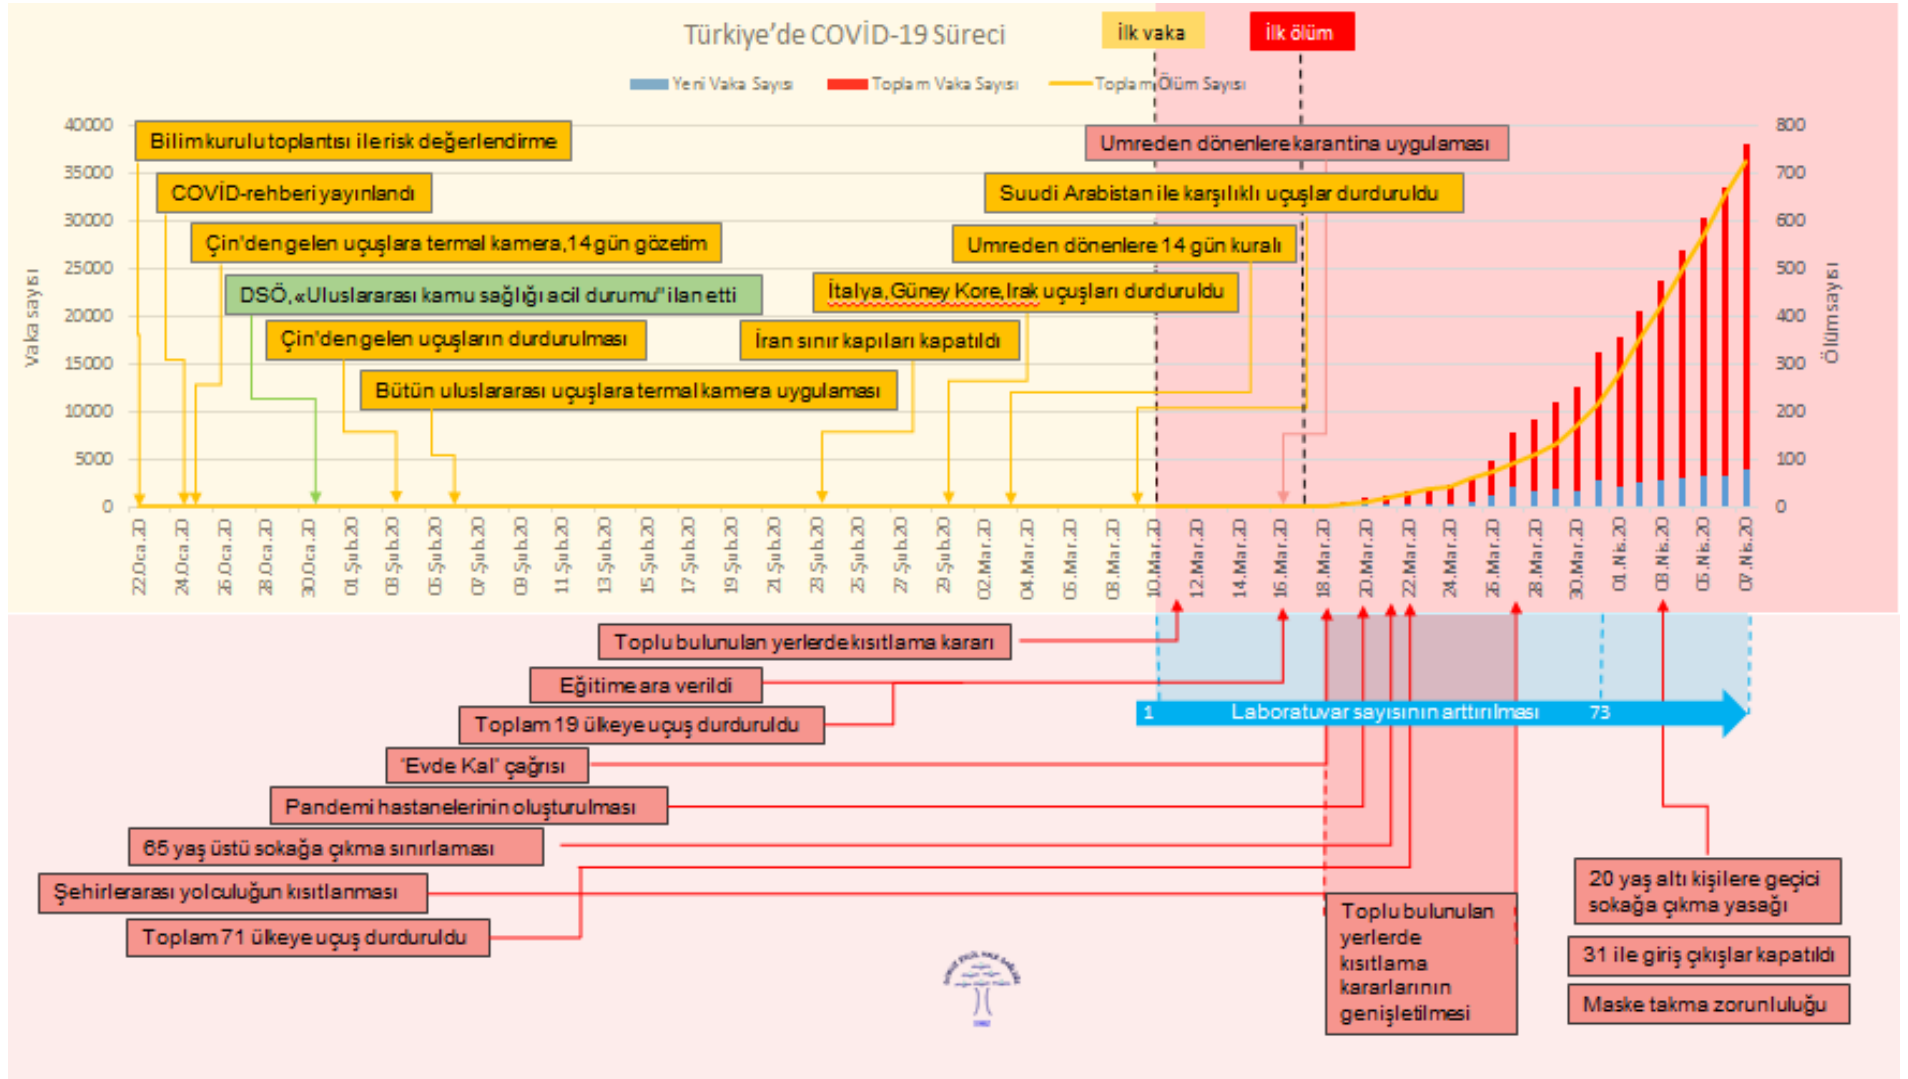 Türkiye’de COVİD-19 Süreci
İlk vaka
İlk ölüm
Yeni Vaka Sayısı
Toplam Vaka Sayısı
Toplam Ölüm Sayısı
40000
35000
30000
25000
20000
15000
10000
5000
0
Vaka sayısı
800
700
600
500
400
300
200
100
0
Ölüm sayısı
Bilim kurulu toplantısı ile risk değerlendirme
COVİD-rehberi yayınlandı
Çin'den gelen uçuşlara termal kamera,14 gün gözetim
DSÖ, «Uluslararası kamu sağlığı acil durumu" ilan etti
Çin'den gelen uçuşların durdurulması
Bütün uluslararası uçuşlara termal kamera uygulaması
Umreden dönenlere karantina uygulaması
Suudi Arabistan ile karşılıklı uçuşlar durduruldu
Umreden dönenlere 14 gün kuralı
İtalya,Güney Kore,Irak uçuşları durduruldu
İran sınır kapıları kapatıldı
22.Oca.20
24.Oca.20
26.Oca.20
28.Oca.20
30.Oca.20
01.Şub.20
03.Şub.20
05.Şub.20
07.Şub.20
09.Şub.20
11.Şub.20
13.Şub.20
15.Şub.20
17.Şub.20
19.Şub.20
21.Şub.20
23.Şub.20
25.Şub.20
27.Şub.20
29.Şub.20
02.Mar.20
04.Mar.20
06.Mar.20
08.Mar.20
10.Mar.20
12.Mar.20
14.Mar.20
16.Mar.20
18.Mar.20
20.Mar.20
22.Mar.20
24.Mar.20
26.Mar.20
28.Mar.20
30.Mar.20
01.Nis.20
03.Nis.20
05.Nis.20
07.Nis.20
Toplu bulunulan yerlerde kısıtlama kararı
Eğitime ara verildi
Toplam 19 ülkeye uçuş durduruldu
"Evde Kal" çağrısı
Pandemi hastanelerinin oluşturulması
65 yaş üstü sokağa çıkma sınırlaması
Şehirlerarası yolculuğun kısıtlanması
Toplam 71 ülkeye uçuş durduruldu
1 Laboratuvar sayısının arttırılması 73
Toplu bulunulan
yerlerde
kısıtlama
kararlarının
genişletilmesi
20 yaş altı kişilere geçici
sokağa çıkma yasağı
31 ile giriş çıkışlar kapatıldı
Maske takma zorunluluğu